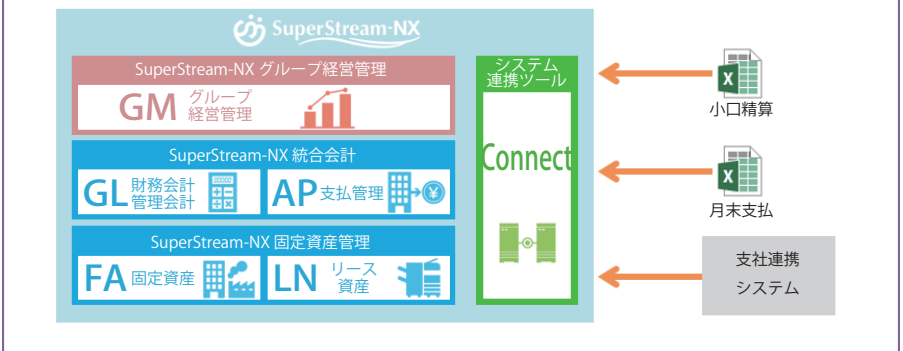 SuperStream-NX
SuperStream-NX グループ経営管理
GM グループ
経営管理
SuperStream-NX 統合会計
GL 財務会計
管理会計
AP 支払管理
¥
SuperStream-NX 固定資産管理
FA 固定資産
LN リース
資産
システム
連携ツール
Connect
X
小口精算
X
月末支払
支社連携
システム